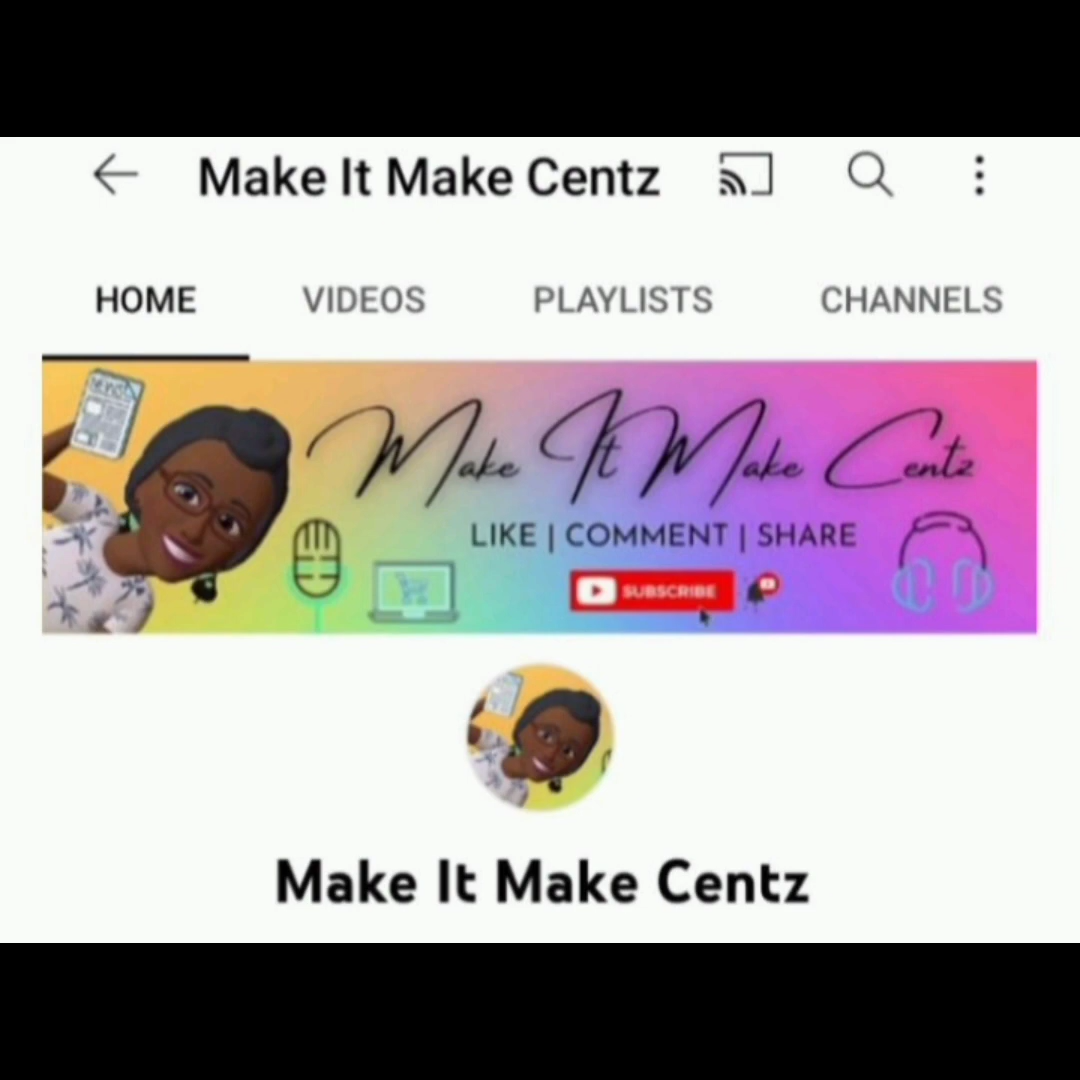 Make It Make Centz
HOME VIDEOS PLAYLISTS CHANNELS
NEWS
Make It Make Centz
LIKE | COMMENT | SHARE
SUBSCRIBE
Make It Make Centz